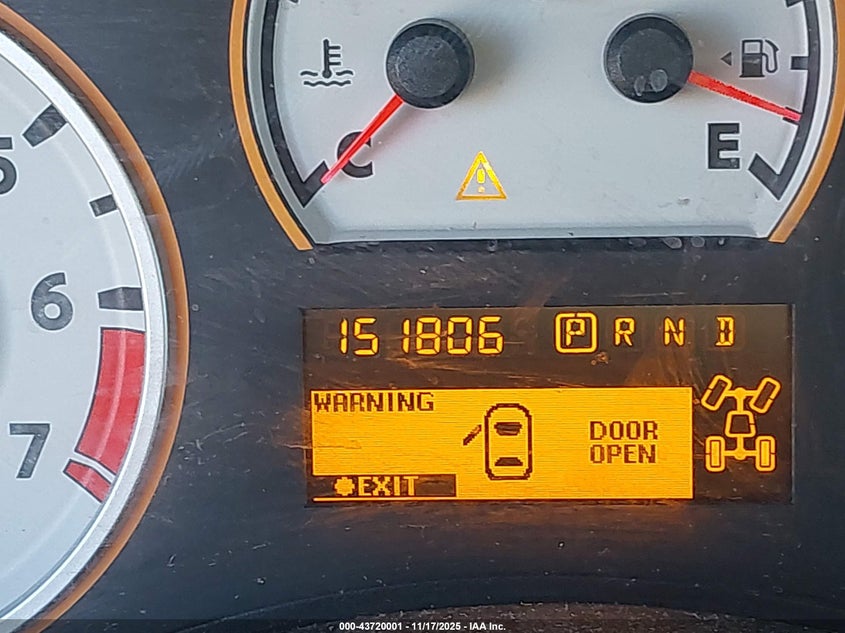 5
6
7
C
E
151806 P R N D
WARNING
DOOR
OPEN
EXIT
000-43720001 - 11/17/2025 - IAA Inc.